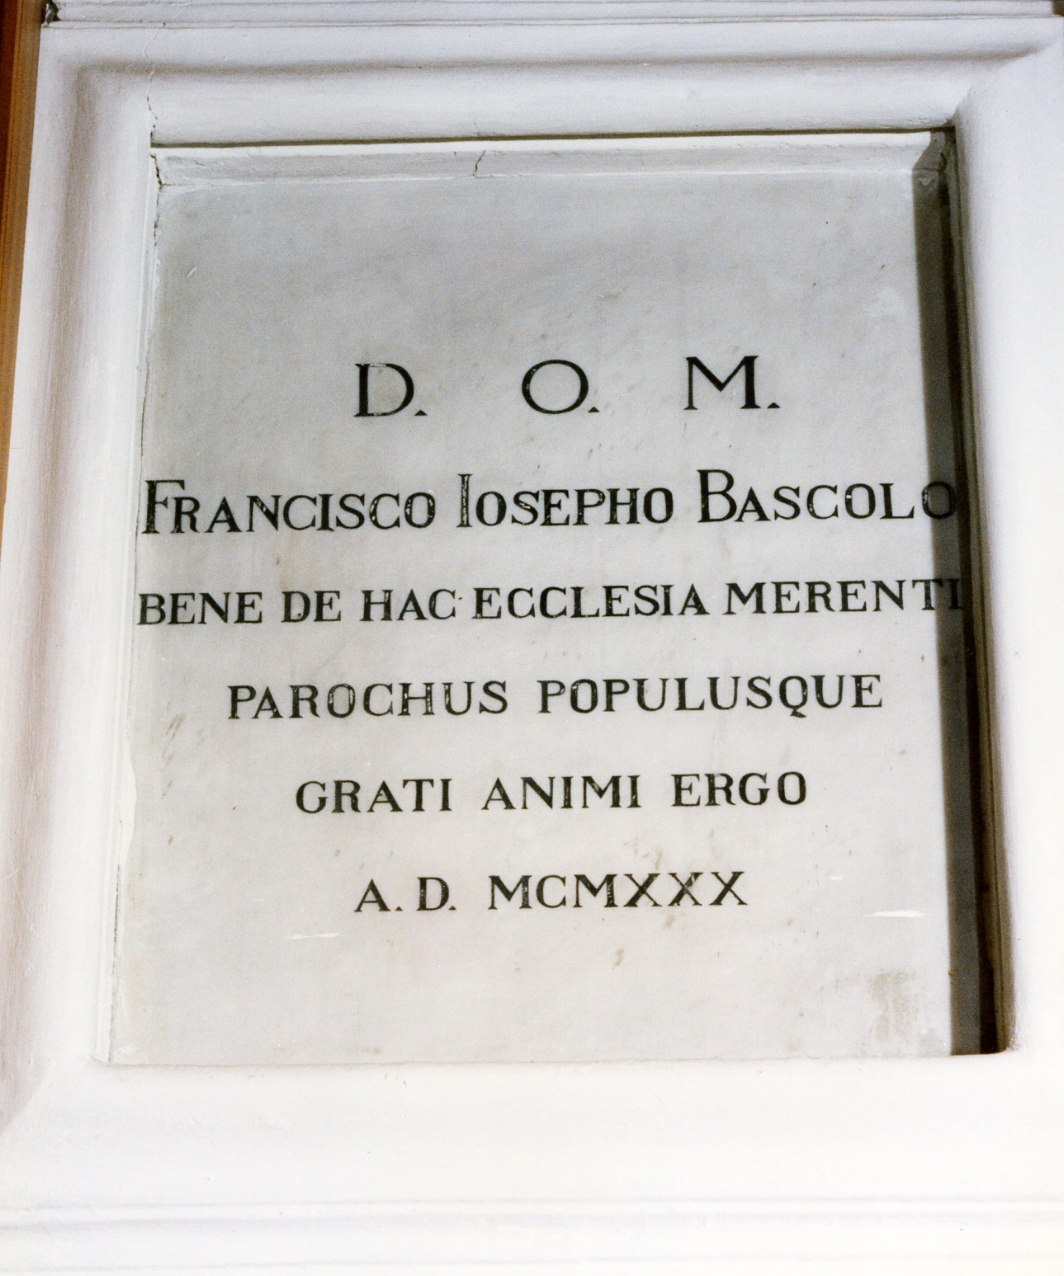 D. O. M.
Francisco Iosepho Bascolo
BENE DE HAC ECCLESIA MERENTI
PAROCHUS POPULUSQUE
GRATI ANIMI ERGO
A.D. MCMXXX